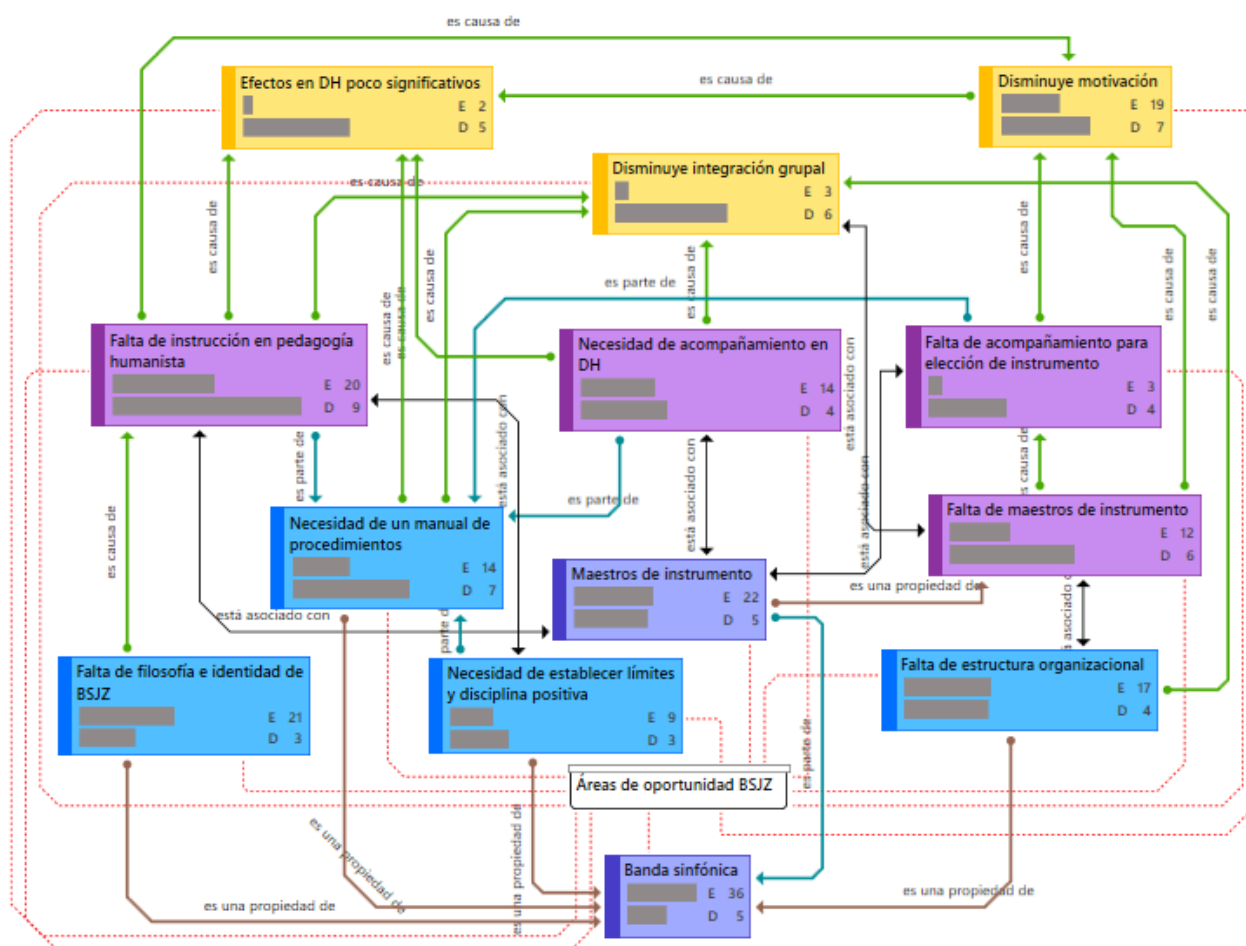 es causa de
Efectos en DH poco significativos
E 2
D 5
es causa de
Disminuye motivación
E 19
D 7
Disminuye integración grupal
E 3
D 6
es causa de
es causa de
es causa de
es causa de
es causa de
es causa de
es causa de
es causa de
es causa de
es causa de
es parte de
Falta de instrucción en pedagogía
humanista
E 20
D 9
Necesidad de acompañamiento en
DH
E 14
D 4
Falta de acompañamiento para
elección de instrumento
E 3
D 4
está asociado con
está asociado con
está asociado con
está asociado con
es parte de
es parte de
es causa de
es causa de
Necesidad de un manual de
procedimientos
E 14
D 7
Maestros de instrumento
E 22
D 5
Falta de maestros de instrumento
E 12
D 6
es una propiedad de
está asociado con
parte de
asociado
Falta de filosofía e identidad de
BSJZ
E 21
D 3
Necesidad de establecer límites
y disciplina positiva
E 9
D 3
Falta de estructura organizacional
E 17
D 4
es parte de
Áreas de oportunidad BSJZ
es una propiedad de
es una propiedad de
es una propiedad de
es una propiedad de
Banda sinfónica
E 36
D 5